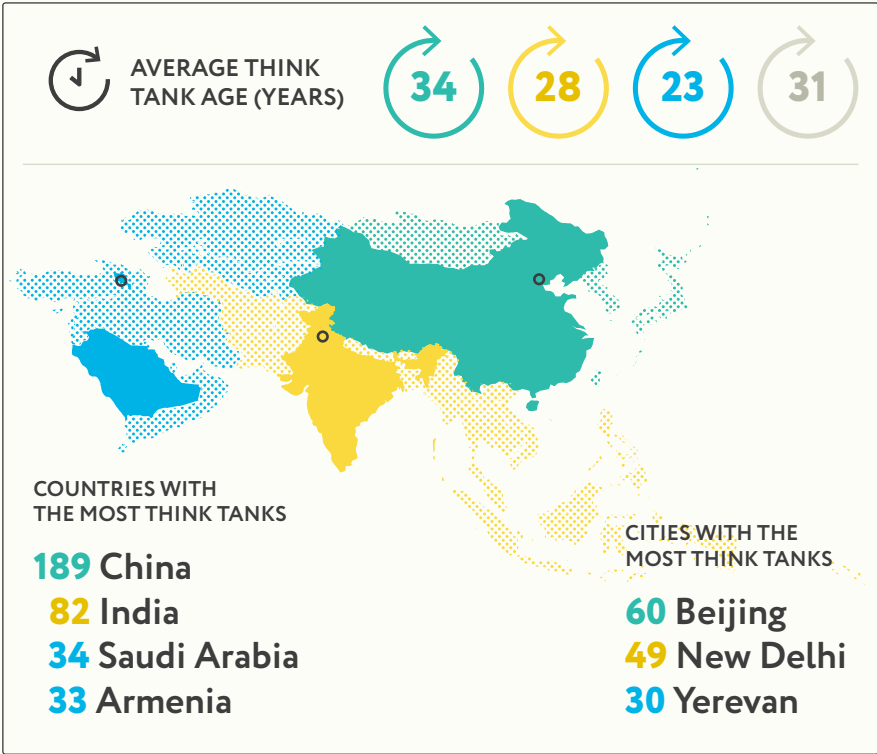 AVERAGE THINK
TANK AGE (YEARS)
34
28
23
31
COUNTRIES WITH
THE MOST THINK TANKS
189 China
82 India
34 Saudi Arabia
33 Armenia
CITIES WITH THE
MOST THINK TANKS
60 Beijing
49 New Delhi
30 Yerevan